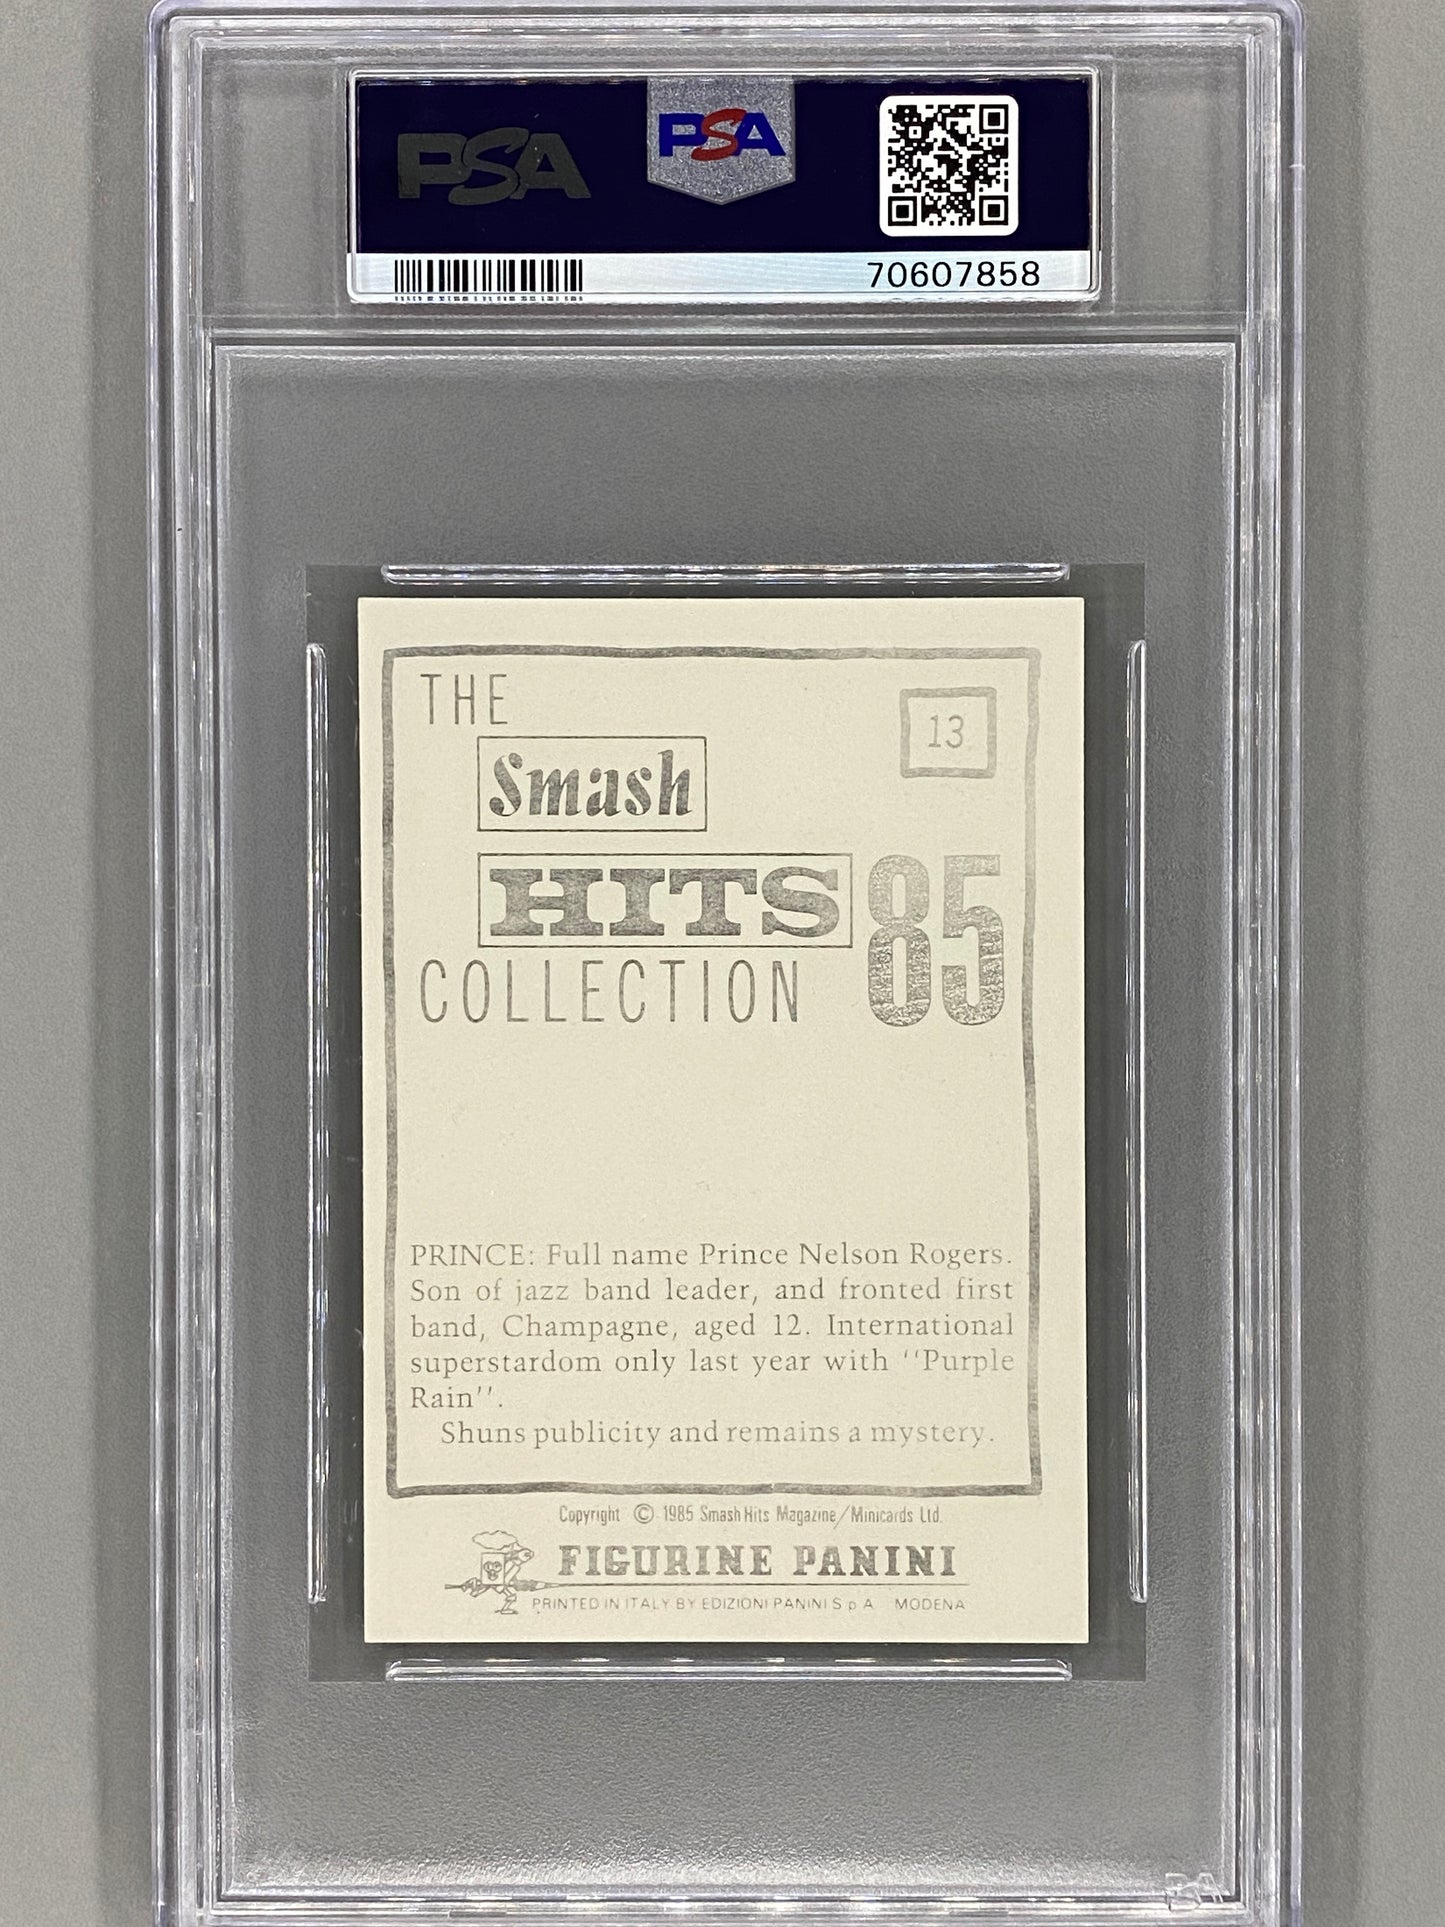 PSA
PSA
70607858
THE
Smash
13
HITS
85
COLLECTION
PRINCE: Full name Prince Nelson Rogers.
Son of jazz band leader, and fronted first
band, Champagne, aged 12. International
superstardom only last year with ''Purple
Rain''.
Shuns publicity and remains a mystery.
Copyright © 1985 Smash Hits Magazine/Minicards Ltd.
FIGURINE PANINI
PRINTED IN ITALY BY EDIZIONI PANINI S p A MODENA
PSA